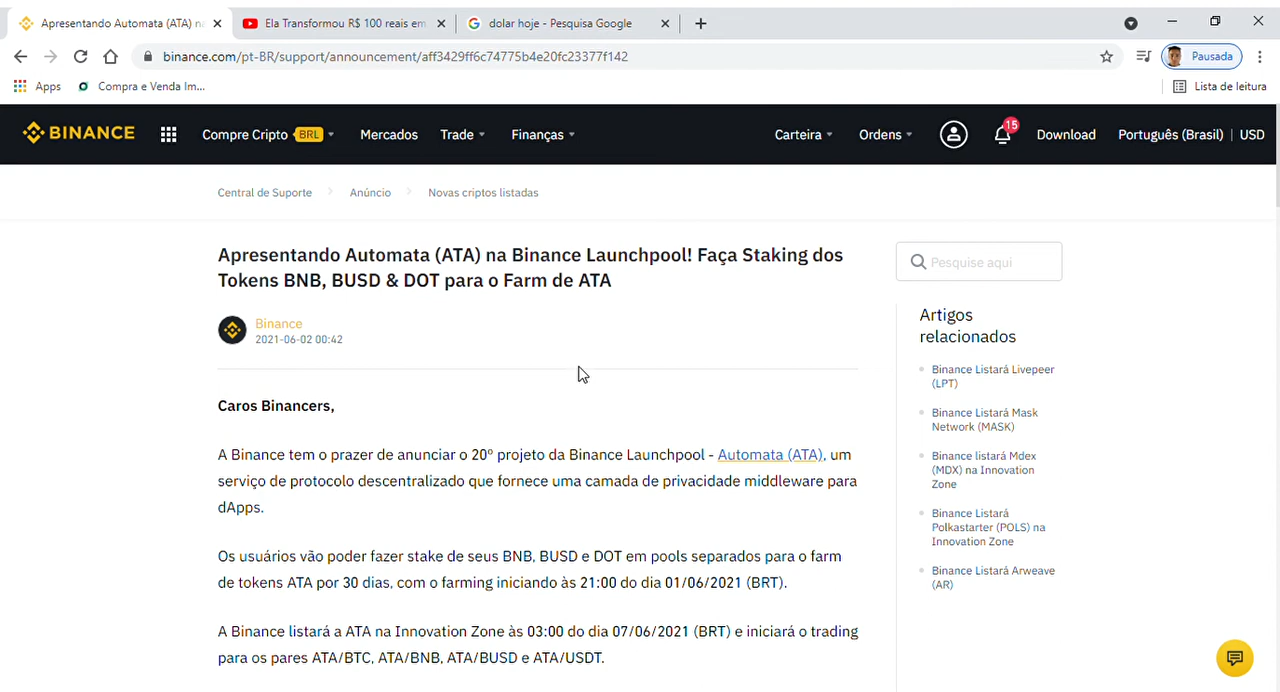 Apresentando Automata (ATA) na
Ela Transformou R$ 100 reais em
dolar hoje - Pesquisa Google
binance.com/pt-BR/support/announcement/aff3429ff6c74775b4e20fc23377f142
Pausada
Apps
Compra e Venda Im...
Lista de leitura
BINANCE
Compre Cripto BRL
Mercados
Trade
Finanças
Carteira
Ordens
15
Download
Português (Brasil) | USD
Central de Suporte
Anúncio
Novas criptos listadas
Apresentando Automata (ATA) na Binance Launchpool! Faça Staking dos
Tokens BNB, BUSD & DOT para o Farm de ATA
Binance
2021-06-02 00:42
Caros Binancers,
A Binance tem o prazer de anunciar o 20º projeto da Binance Launchpool - Automata (ATA), um
serviço de protocolo descentralizado que fornece uma camada de privacidade middleware para
dApps.
Os usuários vão poder fazer stake de seus BNB, BUSD e DOT em pools separados para o farm
de tokens ATA por 30 dias, com o farming iniciando às 21:00 do dia 01/06/2021 (BRT).
A Binance listará a ATA na Innovation Zone às 03:00 do dia 07/06/2021 (BRT) e iniciará o trading
para os pares ATA/BTC, ATA/BNB, ATA/BUSD e ATA/USDT.
Pesquise aqui
Artigos
relacionados
Binance Listará Livepeer
(LPT)
Binance Listará Mask
Network (MASK)
Binance listará Mdex
(MDX) na Innovation
Zone
Binance Listará
Polkastarter (POLS) na
Innovation Zone
Binance Listará Arweave
(AR)